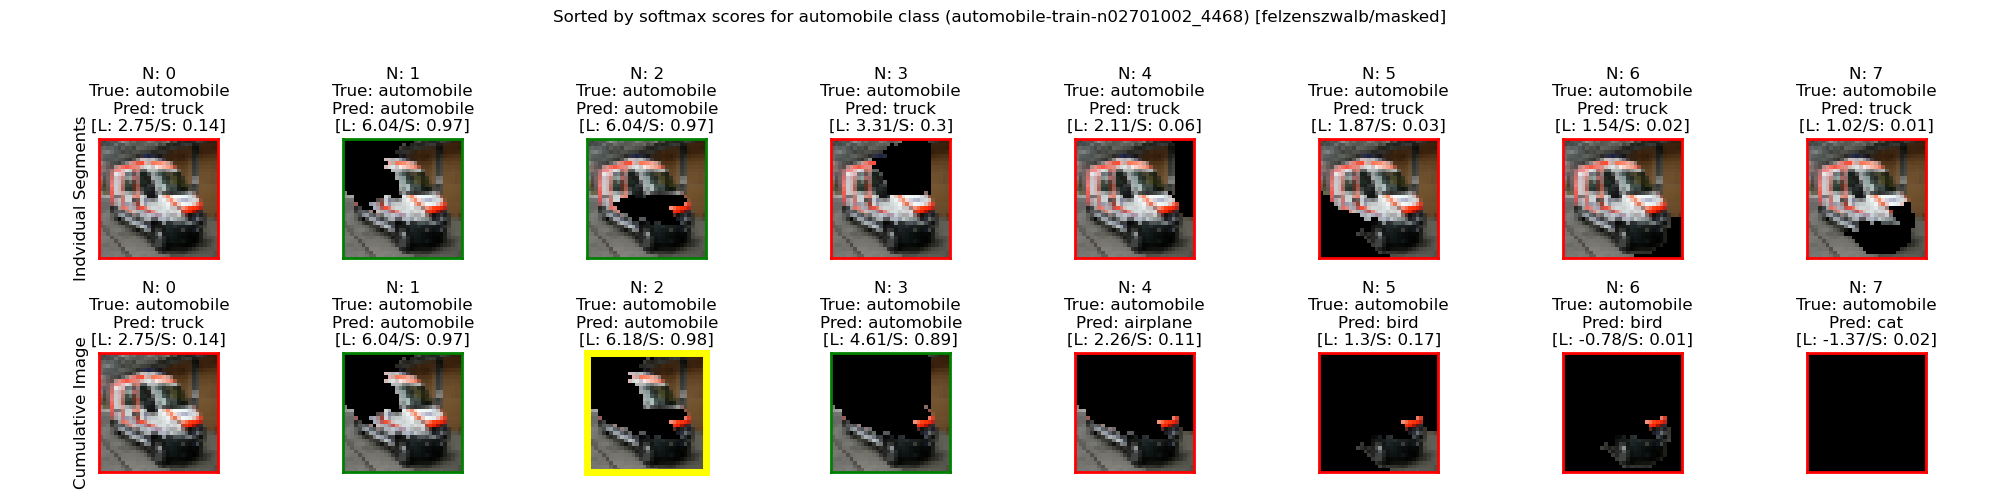 Sorted by softmax scores for automobile class (automobile-train-n02701002_4468) [felzenszwalb/masked]
Individual Segments
N: 0
True: automobile
Pred: truck
[L: 2.75/S: 0.14]
N: 1
True: automobile
Pred: automobile
[L: 6.04/S: 0.97]
N: 2
True: automobile
Pred: automobile
[L: 6.04/S: 0.97]
N: 3
True: automobile
Pred: truck
[L: 3.31/S: 0.3]
N: 4
True: automobile
Pred: truck
[L: 2.11/S: 0.06]
N: 5
True: automobile
Pred: truck
[L: 1.87/S: 0.03]
N: 6
True: automobile
Pred: truck
[L: 1.54/S: 0.02]
N: 7
True: automobile
Pred: truck
[L: 1.02/S: 0.01]
Cumulative Image
N: 0
True: automobile
Pred: truck
[L: 2.75/S: 0.14]
N: 1
True: automobile
Pred: automobile
[L: 6.04/S: 0.97]
N: 2
True: automobile
Pred: automobile
[L: 6.18/S: 0.98]
N: 3
True: automobile
Pred: automobile
[L: 4.61/S: 0.89]
N: 4
True: automobile
Pred: airplane
[L: 2.26/S: 0.11]
N: 5
True: automobile
Pred: bird
[L: 1.3/S: 0.17]
N: 6
True: automobile
Pred: bird
[L: -0.78/S: 0.01]
N: 7
True: automobile
Pred: cat
[L: -1.37/S: 0.02]